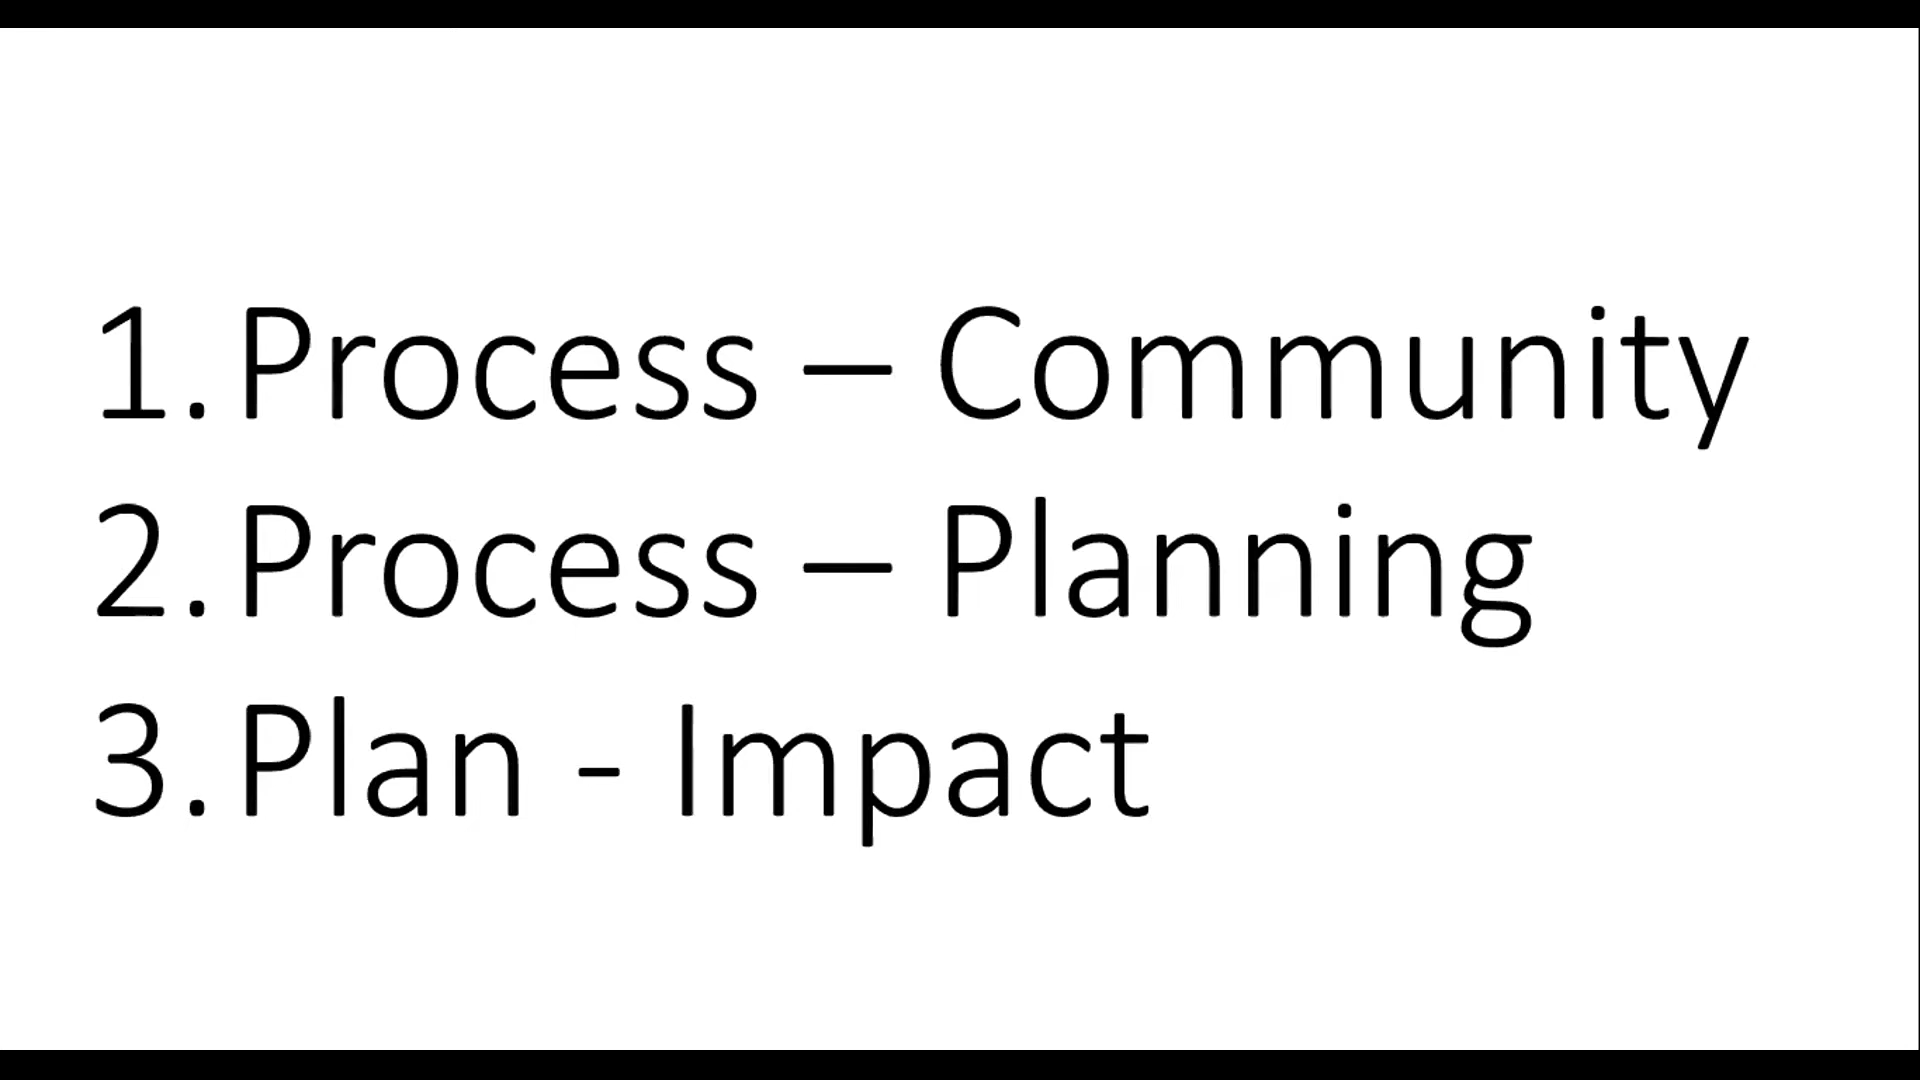 1. Process – Community
2. Process – Planning
3. Plan - Impact